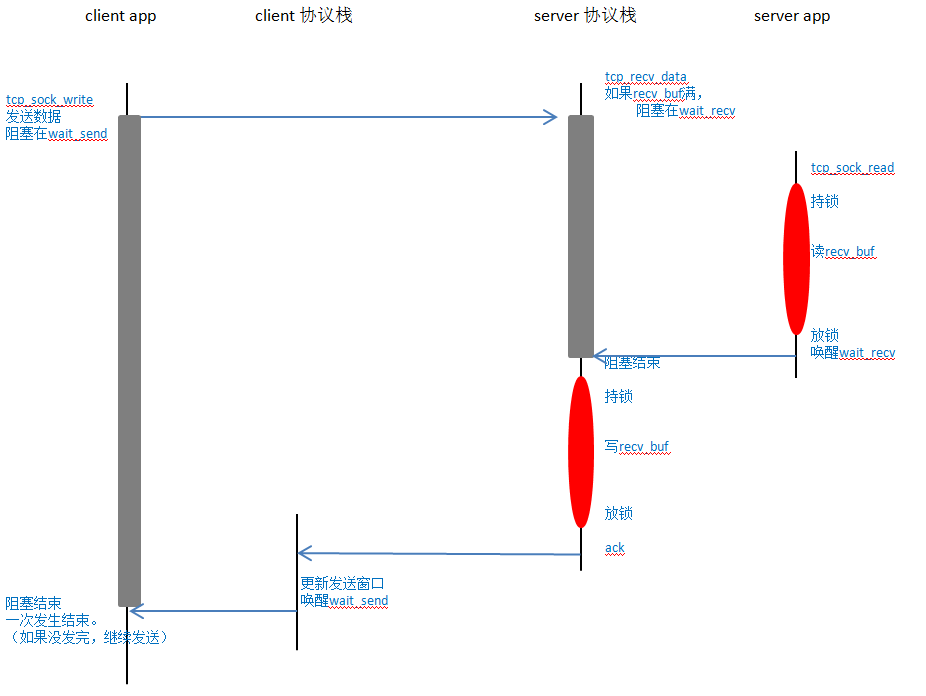 client app
client 协议栈
server 协议栈
server app
tcp_sock_write
发送数据
阻塞在wait_send
tcp_recv_data
如果recv_buf满，
阻塞在wait_recv
tcp_sock_read
持锁
读recv_buf
放锁
唤醒wait_recv
阻塞结束
持锁
写recv_buf
放锁
ack
更新发送窗口
唤醒wait_send
阻塞结束
一次发生结束。
（如果没发完，继续发送）